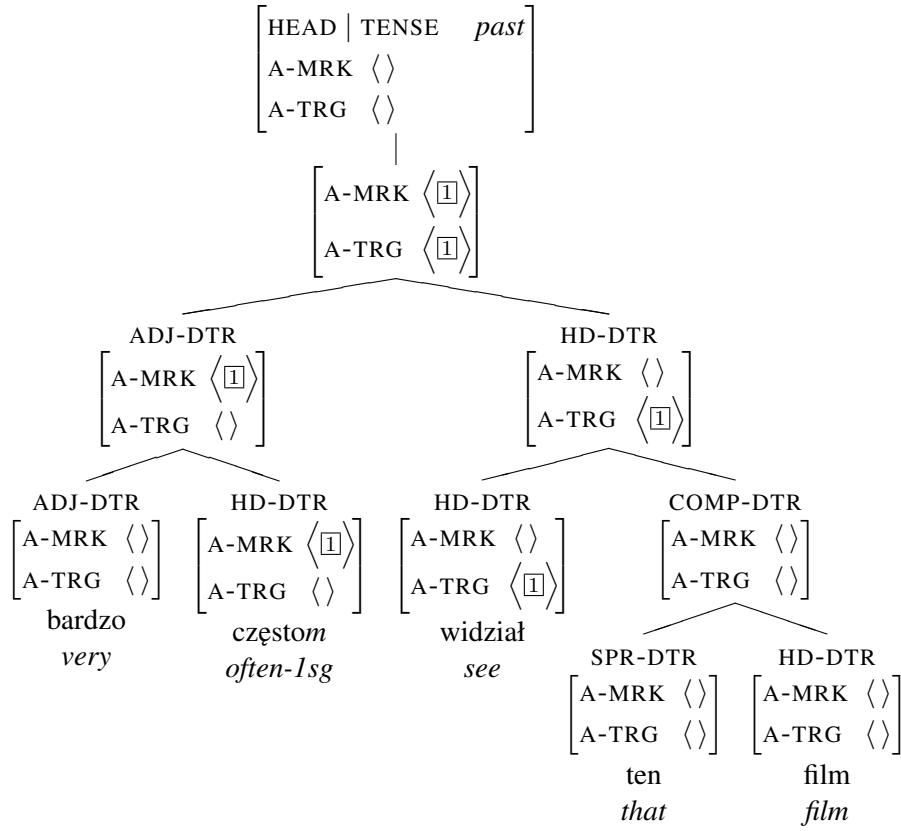 HEAD | TENSE past
A-MRK ⟨ ⟩
A-TRG ⟨ ⟩
A-MRK ⟨1⟩
A-TRG ⟨1⟩
ADJ-DTR HD-DTR
A-MRK ⟨1⟩ A-MRK ⟨ ⟩
A-TRG ⟨ ⟩ A-TRG ⟨1⟩
ADJ-DTR HD-DTR HD-DTR COMP-DTR
A-MRK ⟨ ⟩ A-MRK ⟨1⟩ A-MRK ⟨ ⟩ A-MRK ⟨ ⟩
A-TRG ⟨ ⟩ A-TRG ⟨ ⟩ A-TRG ⟨1⟩ A-TRG ⟨ ⟩
bardzo częstom widział
very often-1sg see
SPR-DTR HD-DTR
A-MRK ⟨ ⟩ A-MRK ⟨ ⟩
A-TRG ⟨ ⟩ A-TRG ⟨ ⟩
ten film
that film